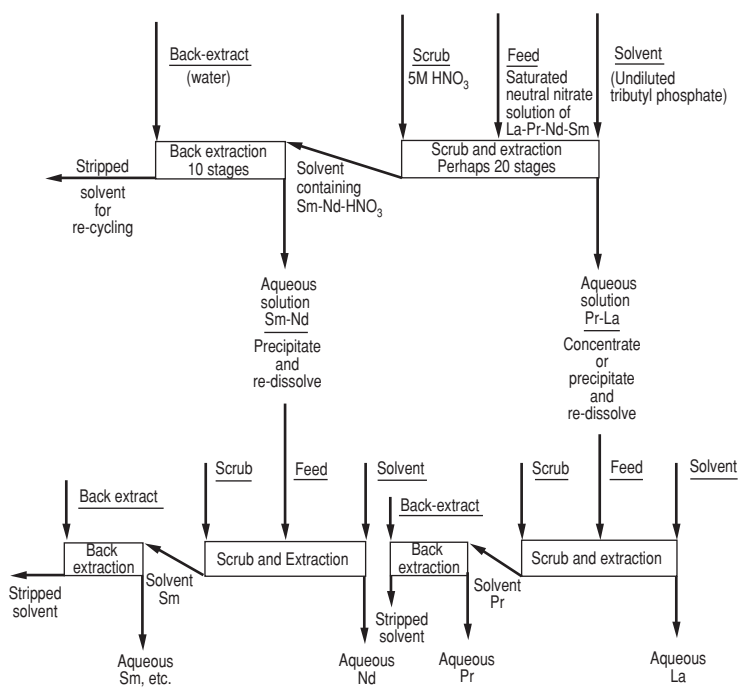 Back-extract
(water)
Scrub
5M HNO₃
Feed
Saturated
neutral nitrate
solution of
La-Pr-Nd-Sm
Solvent
(Undiluted
tributyl phosphate)
Back extraction
10 stages
Scrub and extraction
Perhaps 20 stages
Stripped
solvent
for
re-cycling
Solvent
containing
Sm-Nd-HNO₃
Aqueous
solution
Sm-Nd
Precipitate
and
re-dissolve
Aqueous
solution
Pr-La
Concentrate
or
precipitate
and
re-dissolve
Back extract
Scrub
Feed
Solvent
Back-extract
Scrub
Feed
Solvent
Back
extraction
Scrub and Extraction
Back
extraction
Scrub and extraction
Stripped
solvent
Solvent
Sm
Stripped
solvent
Solvent
Pr
Aqueous
Sm, etc.
Aqueous
Nd
Aqueous
Pr
Aqueous
La